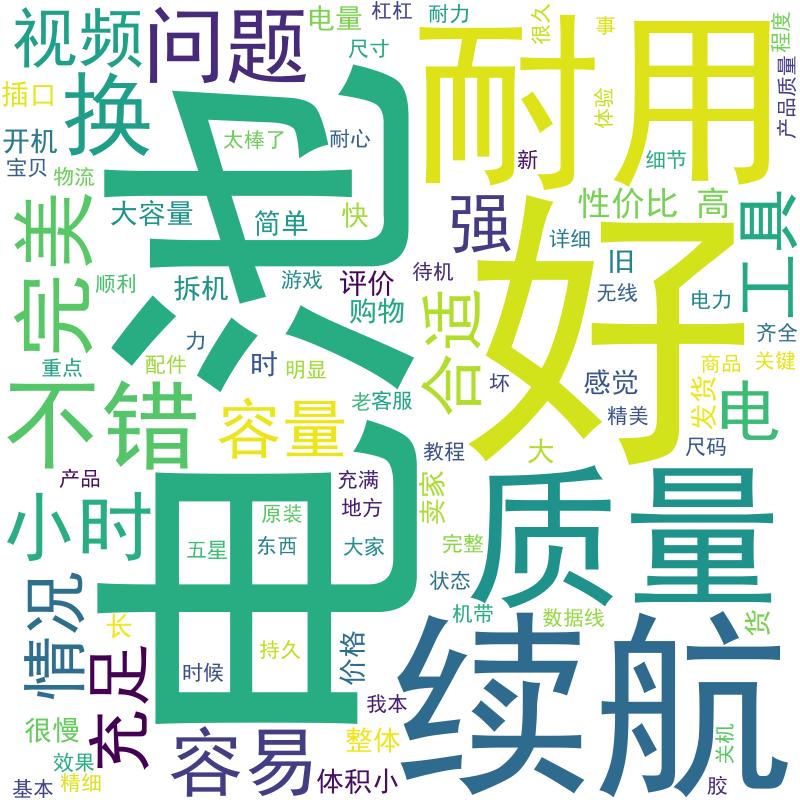 视频
问题
电量
杠杠
耐力
很久
事
程度
产品质量
尺寸
插口
换
耐用
体验
开机
宝贝
物流
太棒了
耐心
新
细节
电池
大容量
简单
快
强
性价比
高
工具
完美
顺利
拆机
游戏
评价
待机
详细
旧
无线
电力
购物
好
合适
齐全
力
时
明显
配件
重点
老客服
坏
感觉
精美
商品
关键
发货
电
不错
容量
教程
大
尺码
产品
充满
地方
卖家
质量
小时
原装
五星
东西
大家
完整
状态
机带
数据线
货
情况
长
持久
时候
价格
续航
充足
我本
很慢
效果
容易
整体
关机
基本
精细
体积小
胶